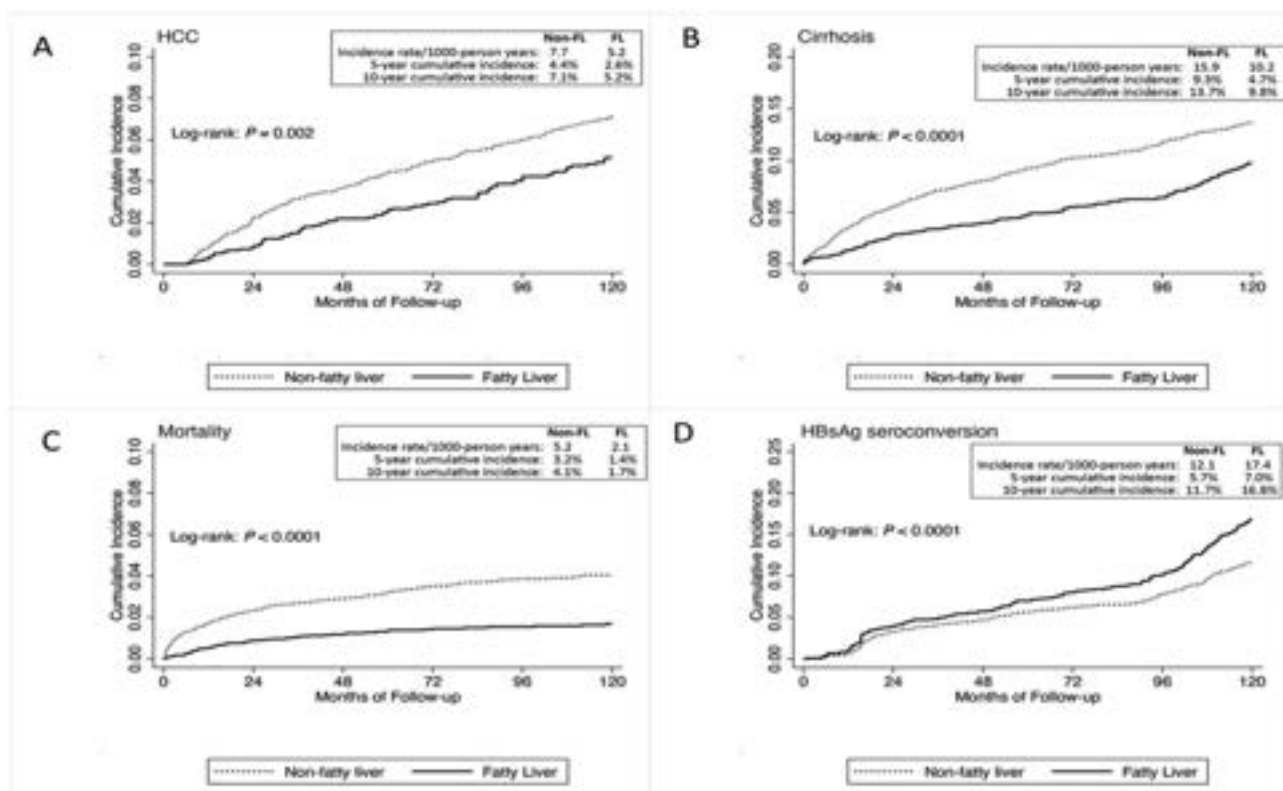 A
HCC
Non-FL FL
Incidence rate/1000-person years: 7.7 5.2
5-year cumulative incidence: 4.4% 2.6%
10-year cumulative incidence: 7.1% 5.2%
Log-rank: P = 0.002
Cumulative Incidence
0.10
0.08
0.06
0.04
0.02
0.00
0 24 48 72 96 120
Months of Follow-up
Non-fatty liver Fatty Liver
B
Cirrhosis
Non-FL FL
Incidence rate/1000-person years: 15.9 10.2
5-year cumulative incidence: 9.3% 4.7%
10-year cumulative incidence: 13.7% 9.8%
Log-rank: P < 0.0001
Cumulative Incidence
0.20
0.15
0.10
0.05
0.00
0 24 48 72 96 120
Months of Follow-up
Non-fatty liver Fatty Liver
C
Mortality
Non-FL FL
Incidence rate/1000-person years: 5.2 2.1
5-year cumulative incidence: 3.2% 1.4%
10-year cumulative incidence: 4.1% 1.7%
Log-rank: P < 0.0001
Cumulative Incidence
0.10
0.08
0.06
0.04
0.02
0.00
0 24 48 72 96 120
Months of Follow-up
Non-fatty liver Fatty Liver
D
HBsAg seroconversion
Non-FL FL
Incidence rate/1000-person years: 12.1 17.4
5-year cumulative incidence: 5.7% 7.0%
10-year cumulative incidence: 11.7% 16.8%
Log-rank: P < 0.0001
Cumulative Incidence
0.25
0.20
0.15
0.10
0.05
0.00
0 24 48 72 96 120
Months of Follow-up
Non-fatty liver Fatty Liver